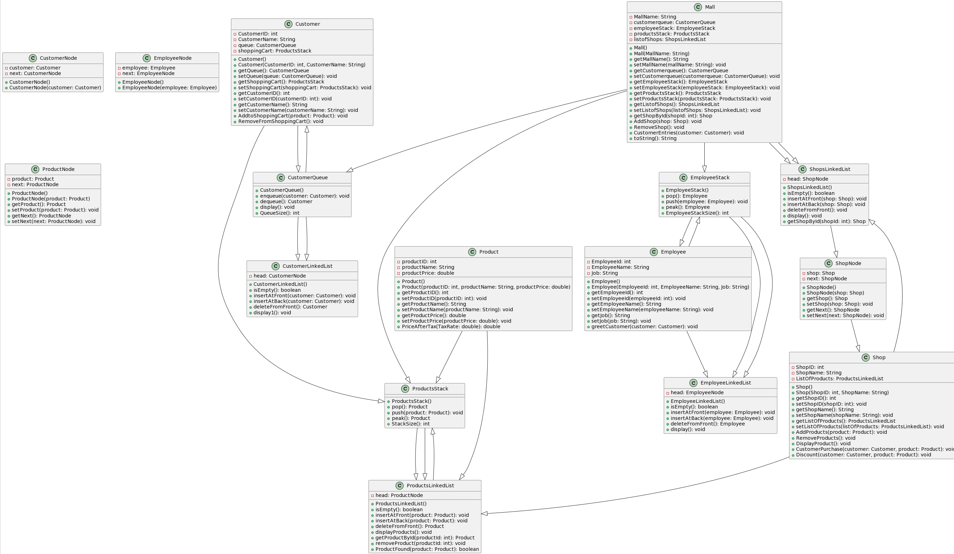 C CustomerNode
customer: Customer
next: CustomerNode
CustomerNode()
CustomerNode(customer: Customer)
C EmployeeNode
employee: Employee
next: EmployeeNode
EmployeeNode()
EmployeeNode(employee: Employee)
C Customer
CustomerID: int
CustomerName: String
queue: CustomerQueue
shoppingCart: ProductsStack
Customer()
Customer(CustomerID: int, CustomerName: String)
getQueue(): CustomerQueue
setQueue(queue: CustomerQueue): void
getShoppingCart(): ProductsStack
setShoppingCart(shoppingCart: ProductsStack): void
getCustomerID(): int
setCustomerID(customerID: int): void
getCustomerName(): String
setCustomerName(customerName: String): void
AddtoShoppingCart(product: Product): void
RemoveFromShoppingCart(): void
C Mall
MallName: String
customerqueue: CustomerQueue
employeeStack: EmployeeStack
productsStack: ProductsStack
listofShops: ShopsLinkedList
Mall()
Mall(MallName: String)
getMallName(): String
setMallName(mallName: String): void
getCustomerqueue(): CustomerQueue
setCustomerqueue(customerqueue: CustomerQueue): void
getEmployeeStack(): EmployeeStack
setEmployeeStack(employeeStack: EmployeeStack): void
getProductsStack(): ProductsStack
setProductsStack(productsStack: ProductsStack): void
getListofShops(): ShopsLinkedList
setListofShops(listofShops: ShopsLinkedList): void
getShopById(shopId: int): Shop
AddShop(shop: Shop): void
RemoveShop(): void
CustomerEntries(customer: Customer): void
toString(): String
C ProductNode
product: Product
next: ProductNode
ProductNode()
ProductNode(product: Product)
getProduct(): Product
setProduct(product: Product): void
getNext(): ProductNode
setNext(next: ProductNode): void
C CustomerQueue
CustomerQueue()
enqueue(customer: Customer): void
dequeue(): Customer
display(): void
QueueSize(): int
C EmployeeStack
EmployeeStack()
pop(): Employee
push(employee: Employee): void
peak(): Employee
EmployeeStackSize(): int
C ShopsLinkedList
head: ShopNode
ShopsLinkedList()
isEmpty(): boolean
insertAtFront(shop: Shop): void
insertAtBack(shop: Shop): void
deleteFromFront(): void
display(): void
getShopById(shopId: int): Shop
C CustomerLinkedList
head: CustomerNode
CustomerLinkedList()
isEmpty(): boolean
insertAtFront(customer: Customer): void
insertAtBack(customer: Customer): void
deleteFromFront(): Customer
display1(): void
C Product
productID: int
productName: String
productPrice: double
Product()
Product(productID: int, productName: String, productPrice: double)
getProductID(): int
setProductID(productID: int): void
getProductName(): String
setProductName(productName: String): void
getProductPrice(): double
setProductPrice(productPrice: double): void
PriceAfterTax(TaxRate: double): double
C Employee
EmployeeId: int
EmployeeName: String
job: String
Employee()
Employee(EmployeeId: int, EmployeeName: String, job: String)
getEmployeeId(): int
setEmployeeId(employeeId: int): void
getEmployeeName(): String
setEmployeeName(employeeName: String): void
getJob(): String
setJob(job: String): void
greetCustomer(customer: Customer): void
C ShopNode
shop: Shop
next: ShopNode
ShopNode()
ShopNode(shop: Shop)
getShop(): Shop
setShop(shop: Shop): void
getNext(): ShopNode
setNext(next: ShopNode): void
C ProductsStack
ProductsStack()
pop(): Product
push(product: Product): void
peak(): Product
StackSize(): int
C EmployeeLinkedList
head: EmployeeNode
EmployeeLinkedList()
isEmpty(): boolean
insertAtFront(employee: Employee): void
insertAtBack(employee: Employee): void
deleteFromFront(): Employee
display(): void
C Shop
ShopID: int
ShopName: String
ListOfProducts: ProductsLinkedList
Shop()
Shop(ShopID: int, ShopName: String)
getShopID(): int
setShopID(shopID: int): void
getShopName(): String
setShopName(shopName: String): void
getListOfProducts(): ProductsLinkedList
setListOfProducts(listOfProducts: ProductsLinkedList): void
AddProducts(product: Product): void
RemoveProducts(): void
DisplayProduct(): void
CustomerPurchase(customer: Customer, product: Product): void
Discount(customer: Customer, product: Product): void
C ProductsLinkedList
head: ProductNode
ProductsLinkedList()
isEmpty(): boolean
insertAtFront(product: Product): void
insertAtBack(product: Product): void
deleteFromFront(): Product
displayProducts(): void
getProductById(productId: int): Product
removeProduct(productId: int): void
ProductFound(product: Product): boolean